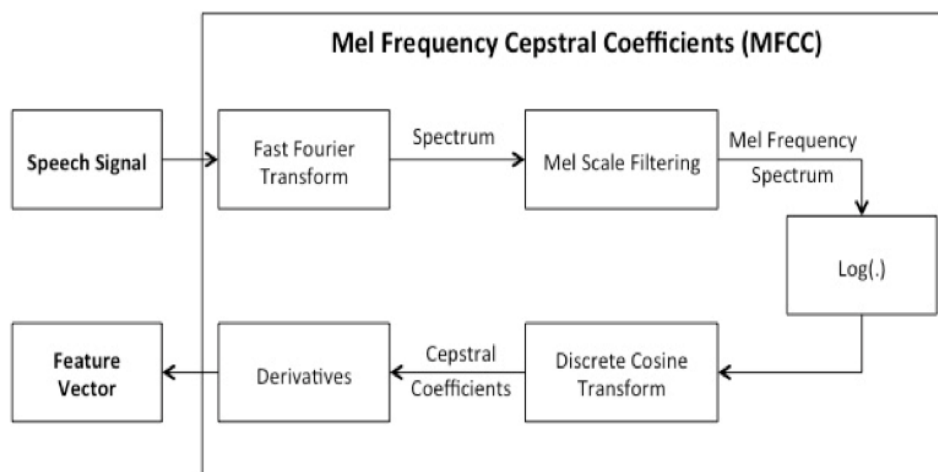 Mel Frequency Cepstral Coefficients (MFCC)
Speech Signal
Fast Fourier
Transform
Spectrum
Mel Scale Filtering
Mel Frequency
Spectrum
Log(.)
Discrete Cosine
Transform
Cepstral
Coefficients
Derivatives
Feature
Vector